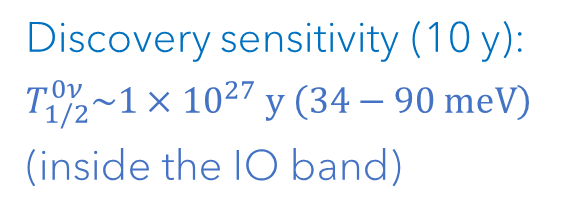 Discovery sensitivity (10 y):
T_{1/2}^{0ν}~1 × 10^{27} y (34 – 90 meV)
(inside the IO band)